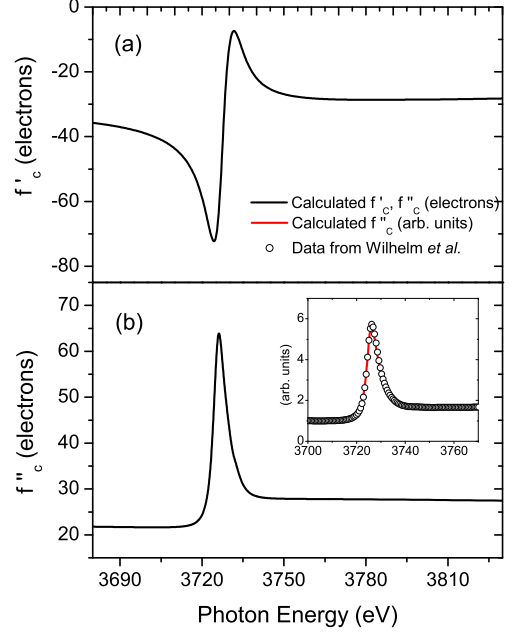 0
-20
-40
-60
-80
f'c (electrons)
(a)
Calculated f'c, f''c (electrons)
Calculated f''C (arb. units)
Data from Wilhelm et al.
70
60
50
40
30
20
f''c (electrons)
(b)
6
4
2
(arb. units)
3700 3720 3740 3760
3690 3720 3750 3780 3810
Photon Energy (eV)